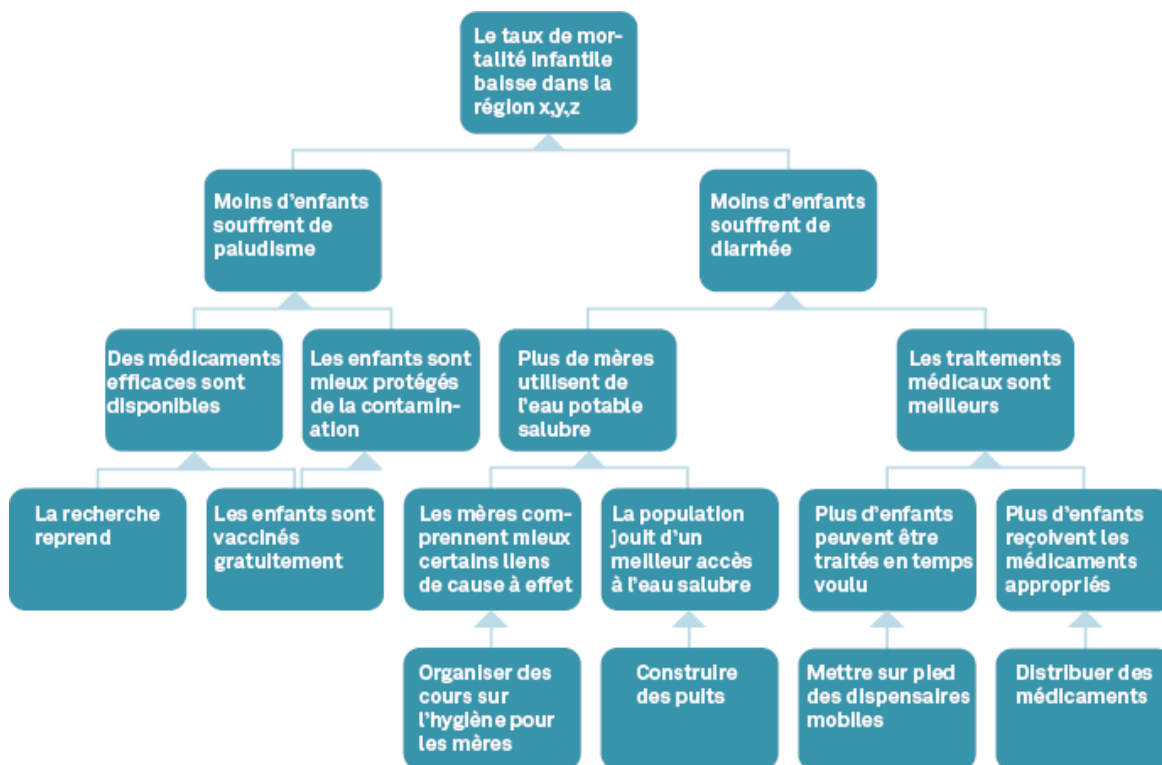 Le taux de mor-
talité infantile
baisse dans la
région x,y,z
Moins d'enfants
souffrent de
paludisme
Moins d'enfants
souffrent de
diarrhée
Des médicaments
efficaces sont
disponibles
Les enfants sont
mieux protégés
de la contamin-
ation
Plus de mères
utilisent de
l'eau potable
salubre
Les traitements
médicaux sont
meilleurs
La recherche
reprend
Les enfants sont
vaccinés
gratuitement
Les mères com-
prennent mieux
certains liens
de cause à effet
La population
jouit d'un
meilleur accès
à l'eau salubre
Plus d'enfants
peuvent être
traités en temps
voulu
Plus d'enfants
reçoivent les
médicaments
appropriés
Organiser des
cours sur
l'hygiène pour
les mères
Construire
des puits
Mettre sur pied
des dispensaires
mobiles
Distribuer des
médicaments